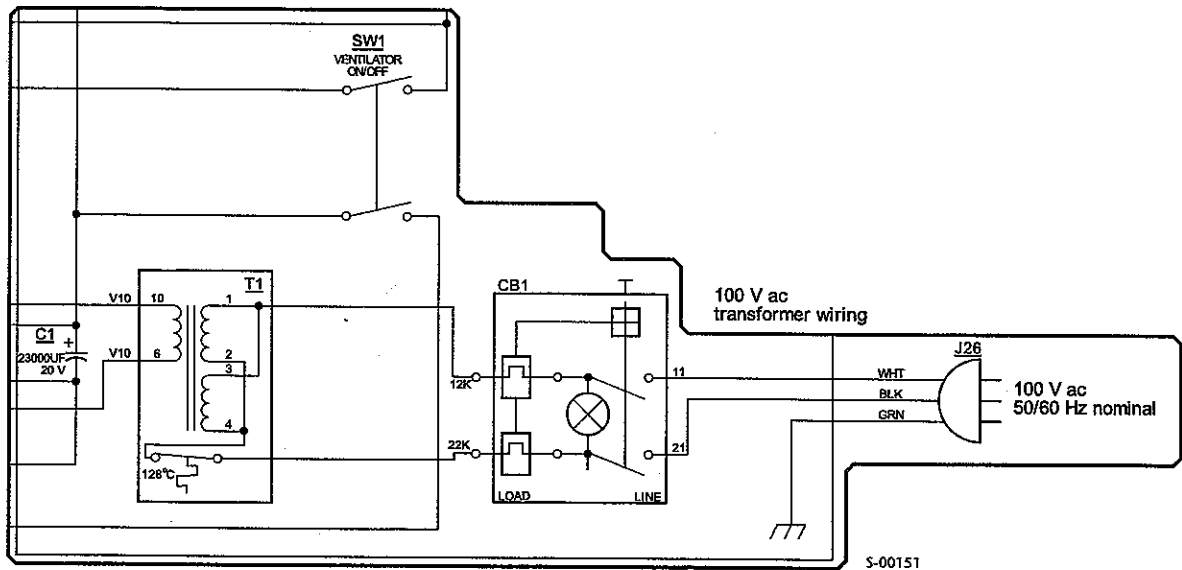 SW1
VENTILATOR
ON/OFF
T1
V10 10 1
C1
+
23000UF
20 V
V10 6 2
3
4
128°C
CB1
12K
22K
11
21
LOAD LINE
100 V ac
transformer wiring
J26
WHT
BLK
GRN
100 V ac
50/60 Hz nominal
S-00151